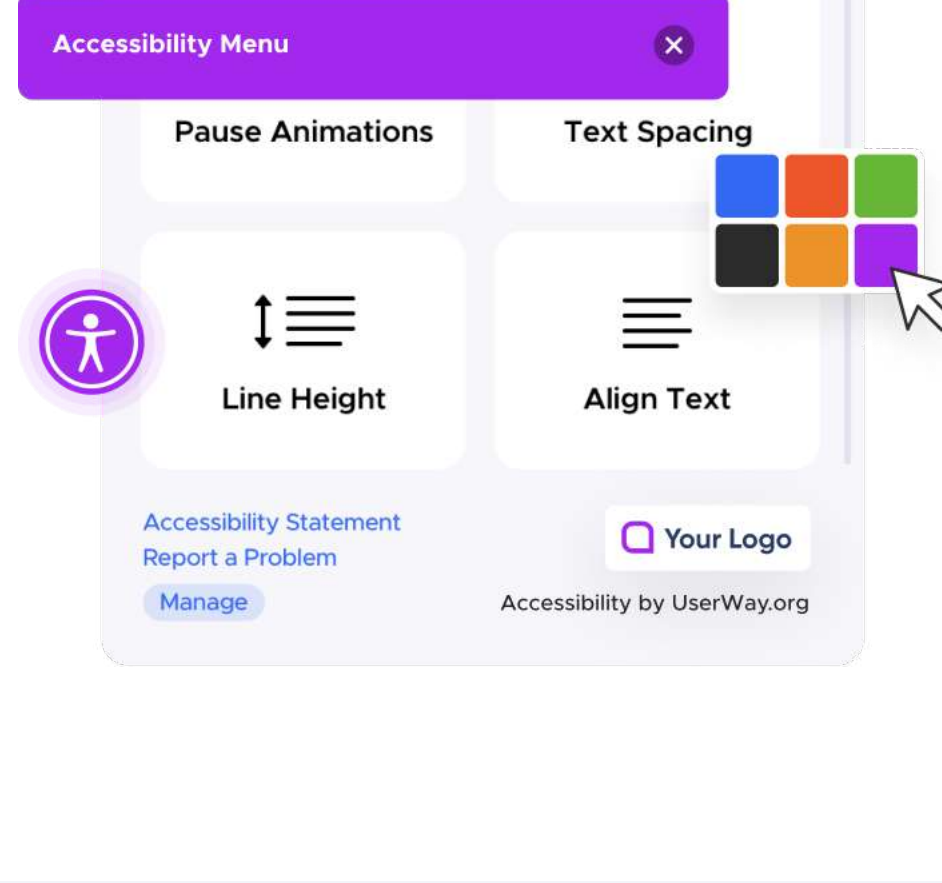 Accessibility Menu
Pause Animations
Text Spacing
Line Height
Align Text
Accessibility Statement
Report a Problem
Manage
Your Logo
Accessibility by UserWay.org